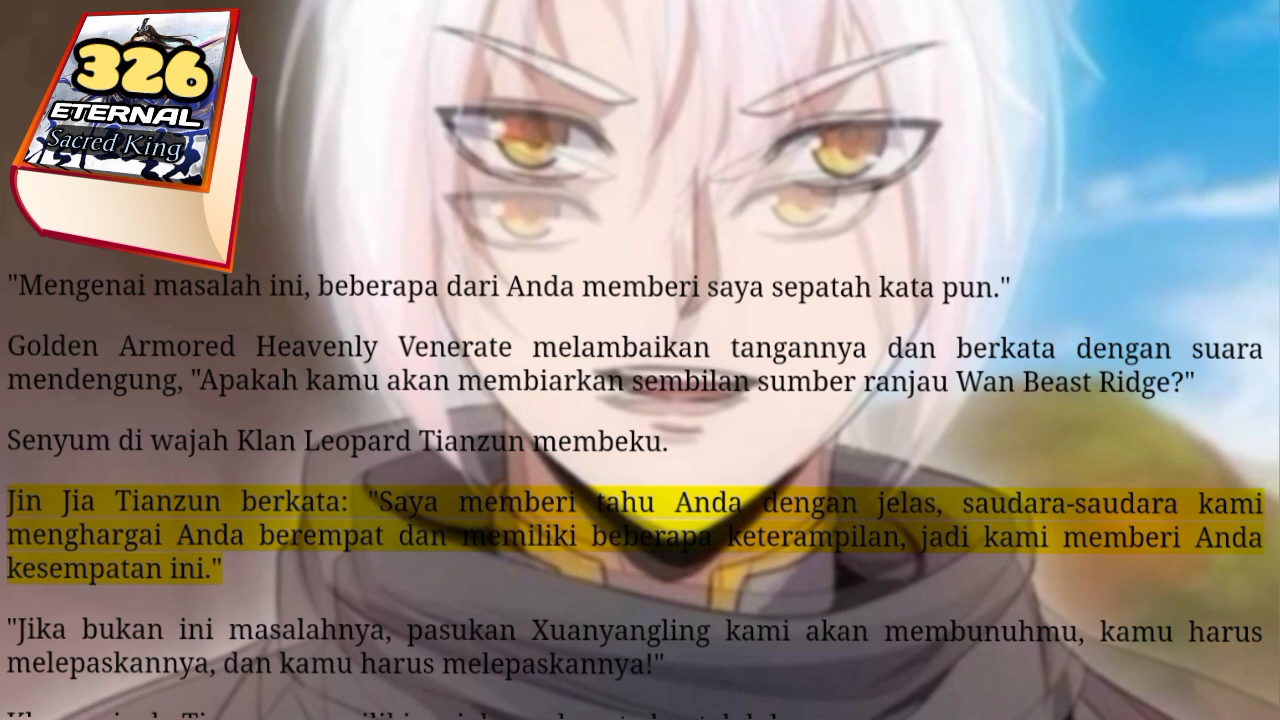 326
ETERNAL
Sacred King
"Mengenai masalah ini, beberapa dari Anda memberi saya sepatah kata pun."
Golden Armored Heavenly Venerate melambaikan tangannya dan berkata dengan suara
mendengung, "Apakah kamu akan membiarkan sembilan sumber ranjau Wan Beast Ridge?"
Senyum di wajah Klan Leopard Tianzun membeku.
Jin Jia Tianzun berkata: "Saya memberi tahu Anda dengan jelas, saudara-saudara kami
menghargai Anda berempat dan memiliki beberapa keterampilan, jadi kami memberi Anda
kesempatan ini."
"Jika bukan ini masalahnya, pasukan Xuanyangling kami akan membunuhmu, kamu harus
melepaskannya, dan kamu harus melepaskannya!"